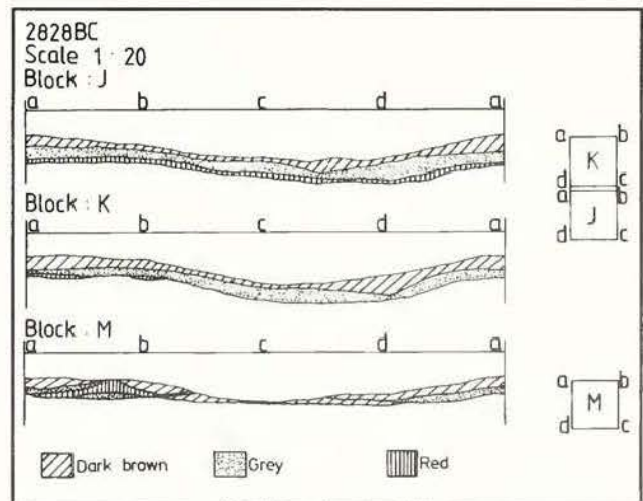 2828BC
Scale 1:20
Block : J
a b c d a
Block : K
a b c d a
Block : M
a b c d a
a b
K
d c
a b
J
d c
a b
M
d c
Dark brown Grey Red